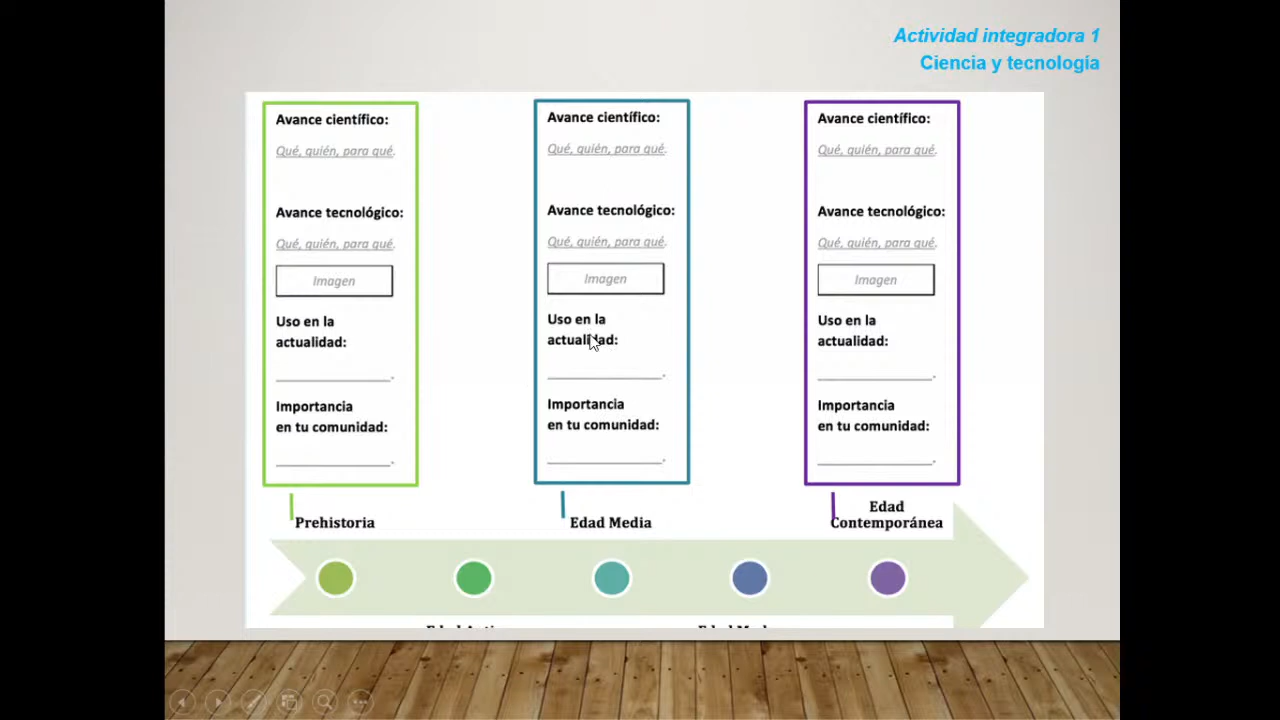 Actividad integradora 1
Ciencia y tecnología
Avance científico:
Qué, quién, para qué.
Avance tecnológico:
Qué, quién, para qué.
Imagen
Uso en la
actualidad:
Importancia
en tu comunidad:
Prehistoria
Avance científico:
Qué, quién, para qué.
Avance tecnológico:
Qué, quién, para qué.
Imagen
Uso en la
actualidad:
Importancia
en tu comunidad:
Edad Media
Avance científico:
Qué, quién, para qué.
Avance tecnológico:
Qué, quién, para qué.
Imagen
Uso en la
actualidad:
Importancia
en tu comunidad:
Edad
Contemporánea
Edad
Edad